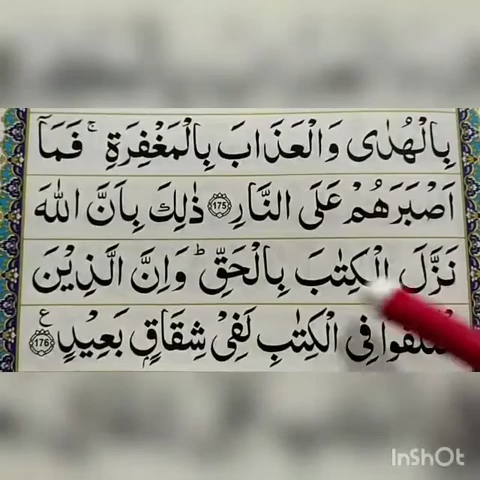 بِالْهُدٰى وَالْعَذَابَ بِالْمَغْفِرَةِ ۚ فَمَاۤ
اَصْبَرَهُمْ عَلَى النَّارِ 175 ذٰلِكَ بِاَنَّ اللّٰهَ
نَزَّلَ الْكِتٰبَ بِالْحَقِّ ؕ وَاِنَّ الَّذِيْنَ
فِى الْكِتٰبِ لَفِىْ شِقَاقٍۭ بَعِيْدٍ ع 176
InShOt